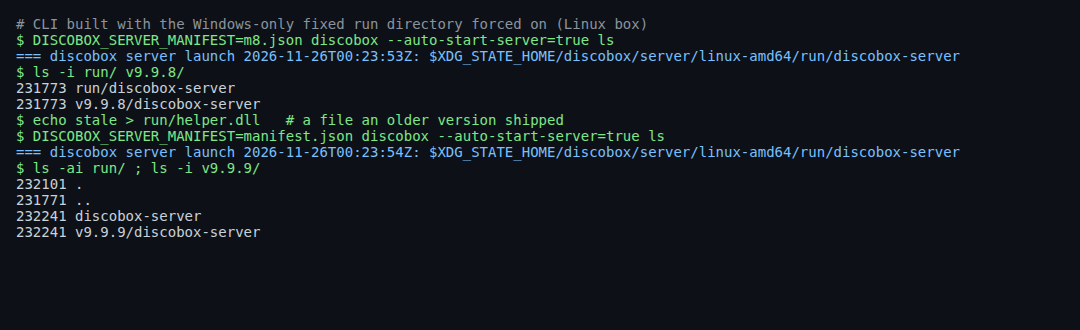 # CLI built with the Windows-only fixed run directory forced on (Linux box)
$ DISCOBOX_SERVER_MANIFEST=m8.json discobox --auto-start-server=true ls
=== discobox server launch 2026-11-26T00:23:53Z: $XDG_STATE_HOME/discobox/server/linux-amd64/run/discobox-server
$ ls -i run/ v9.9.8/
231773 run/discobox-server
231773 v9.9.8/discobox-server
$ echo stale > run/helper.dll   # a file an older version shipped
$ DISCOBOX_SERVER_MANIFEST=manifest.json discobox --auto-start-server=true ls
=== discobox server launch 2026-11-26T00:23:54Z: $XDG_STATE_HOME/discobox/server/linux-amd64/run/discobox-server
$ ls -ai run/ ; ls -i v9.9.9/
232101 .
231771 ..
232241 discobox-server
232241 v9.9.9/discobox-server